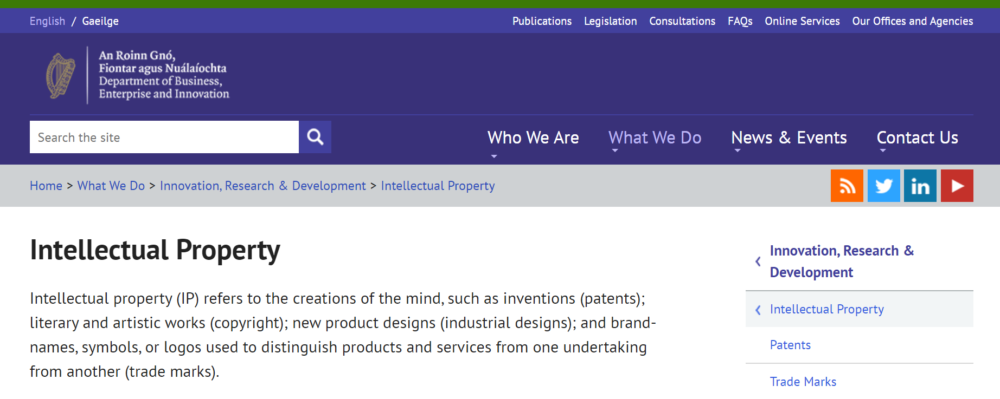 English / Gaeilge
Publications Legislation Consultations FAQs Online Services Our Offices and Agencies
An Roinn Gnó,
Fiontar agus Nuálaíochta
Department of Business,
Enterprise and Innovation
Search the site
Who We Are What We Do News & Events Contact Us
Home > What We Do > Innovation, Research & Development > Intellectual Property
in
Intellectual Property
Intellectual property (IP) refers to the creations of the mind, such as inventions (patents);
literary and artistic works (copyright); new product designs (industrial designs); and brand-
names, symbols, or logos used to distinguish products and services from one undertaking
from another (trade marks).
Innovation, Research &
Development
Intellectual Property
Patents
Trade Marks